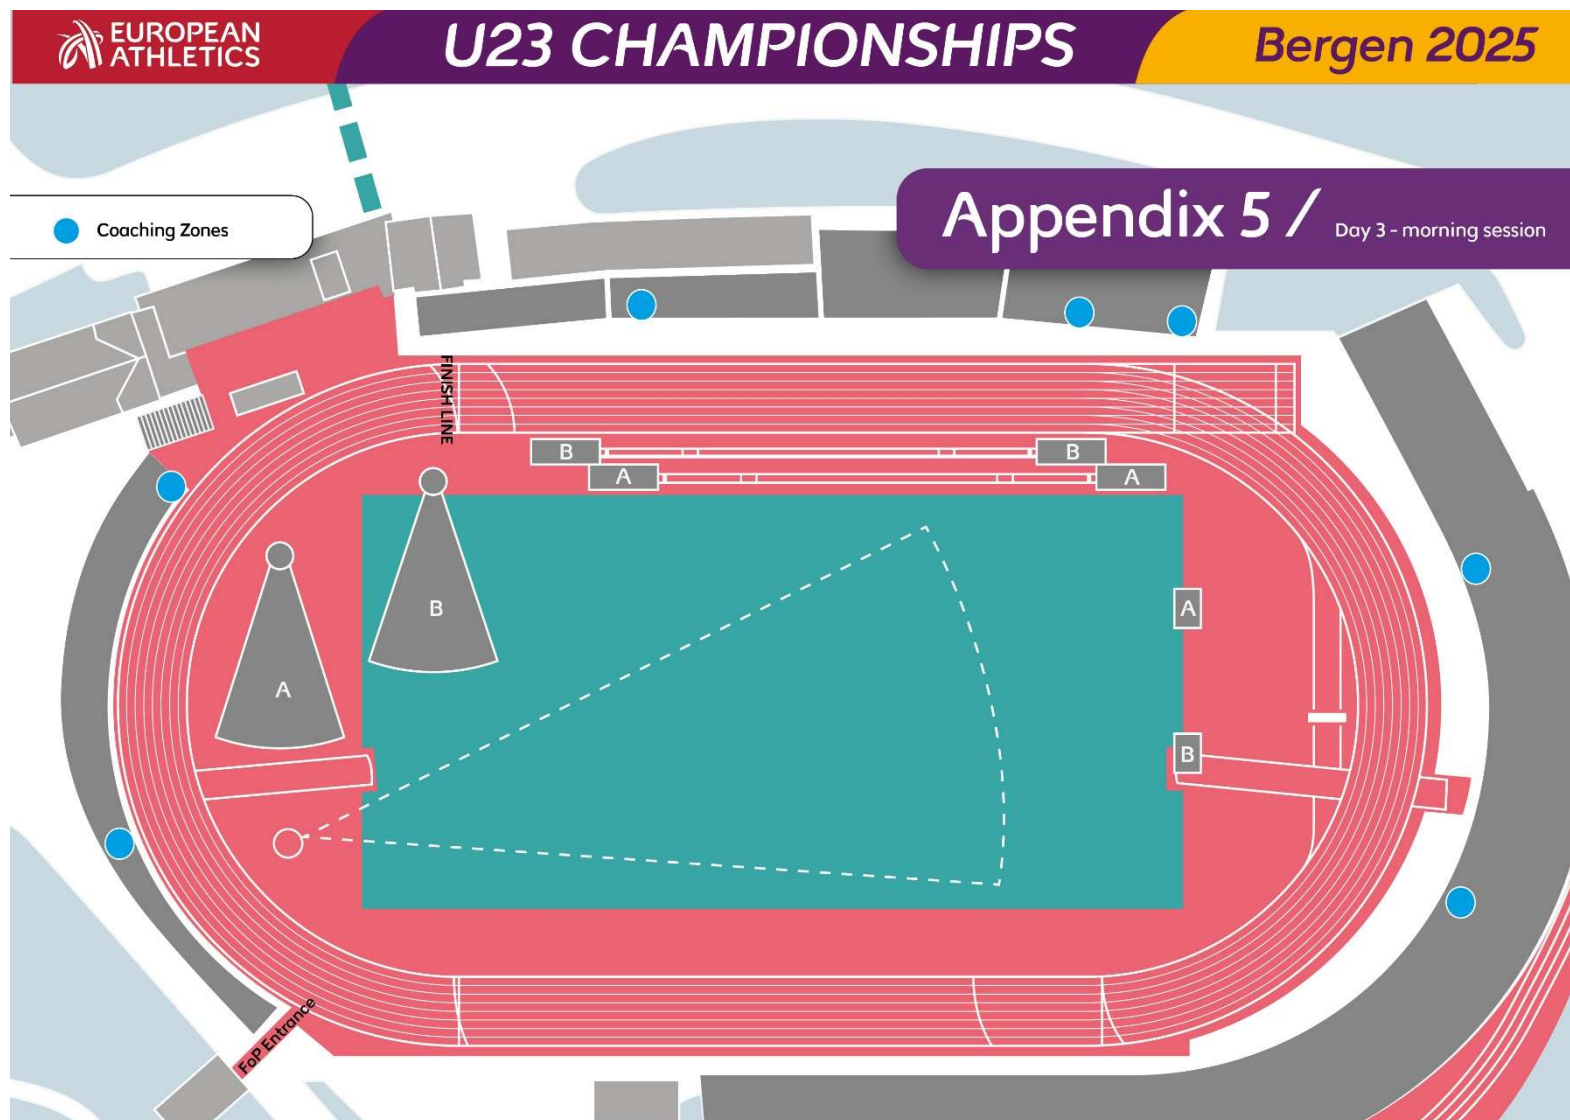 EUROPEAN
ATHLETICS
U23 CHAMPIONSHIPS
Bergen 2025
Appendix 5 / Day 3 - morning session
Coaching Zones
FINISH LINE
B B
A A
B
A
A
B
FoP Entrance